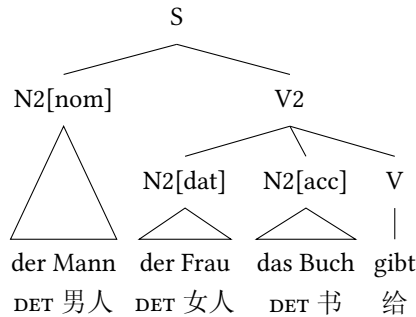 S
N2[nom] V2
N2[dat] N2[acc] V
der Mann der Frau das Buch gibt
DET 男人 DET 女人 DET 书 给